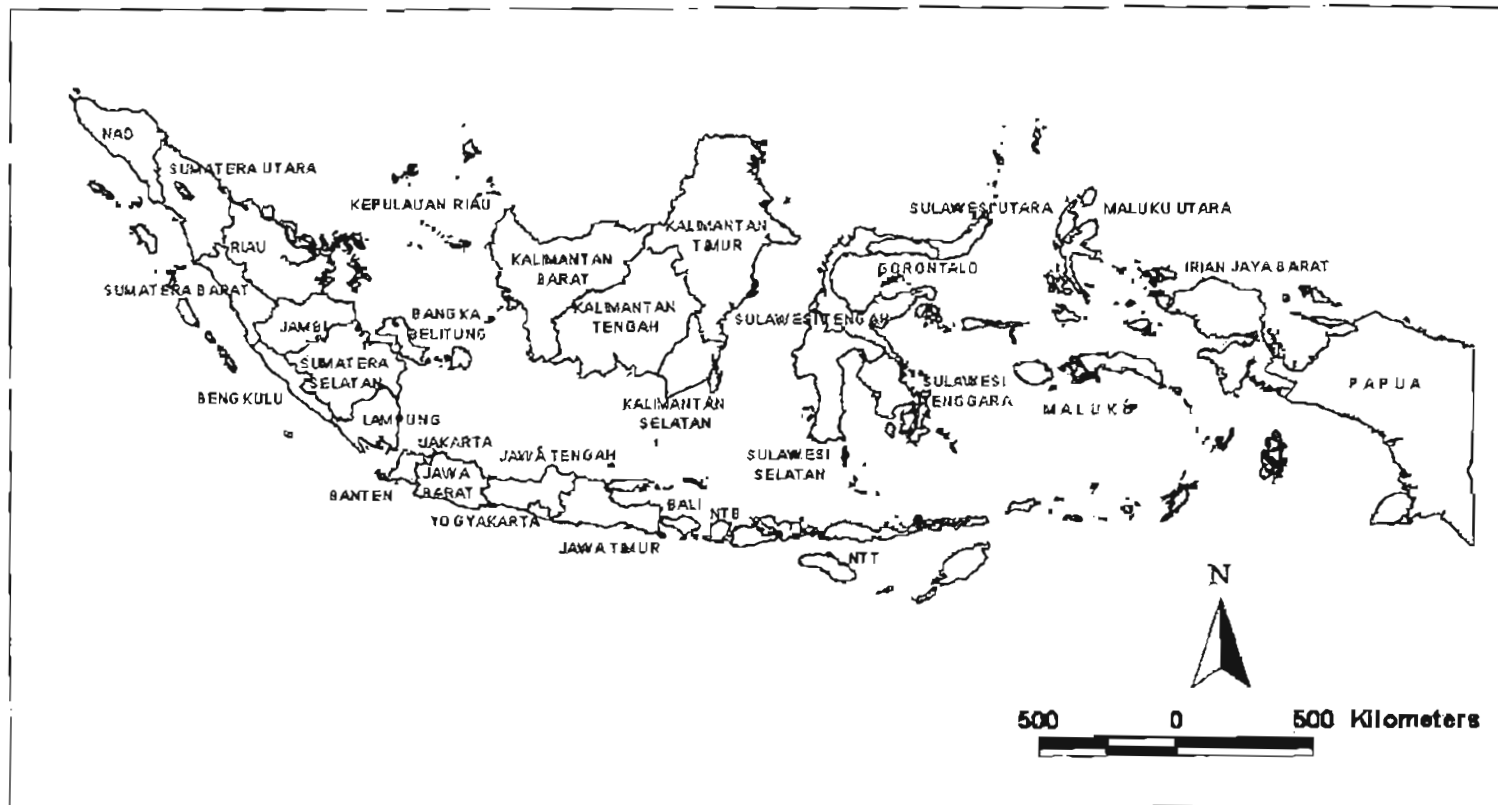 NAD
SUMATERA UTARA
KEPULAUAN RIAU
RIAU
SUMATERA BARAT
JAMBI
BANGKA
BELITUNG
SUMATERA
SELATAN
BENGKULU
LAMPUNG
JAKARTA
BANTEN
JAWA
BARAT
JAWA TENGAH
YOGYAKARTA
JAWA TIMUR
BALI
NTB
NTT
KALIMANTAN
BARAT
KALIMANTAN
TENGAH
KALIMANTAN
TIMUR
KALIMANTAN
SELATAN
SULAWESI UTARA
GORONTALO
SULAWESI TENGAH
SULAWESI
TENGGARA
SULAWESI
SELATAN
MALUKU UTARA
MALUKU
IRIAN JAYA BARAT
PAPUA
N
500 0 500 Kilometers